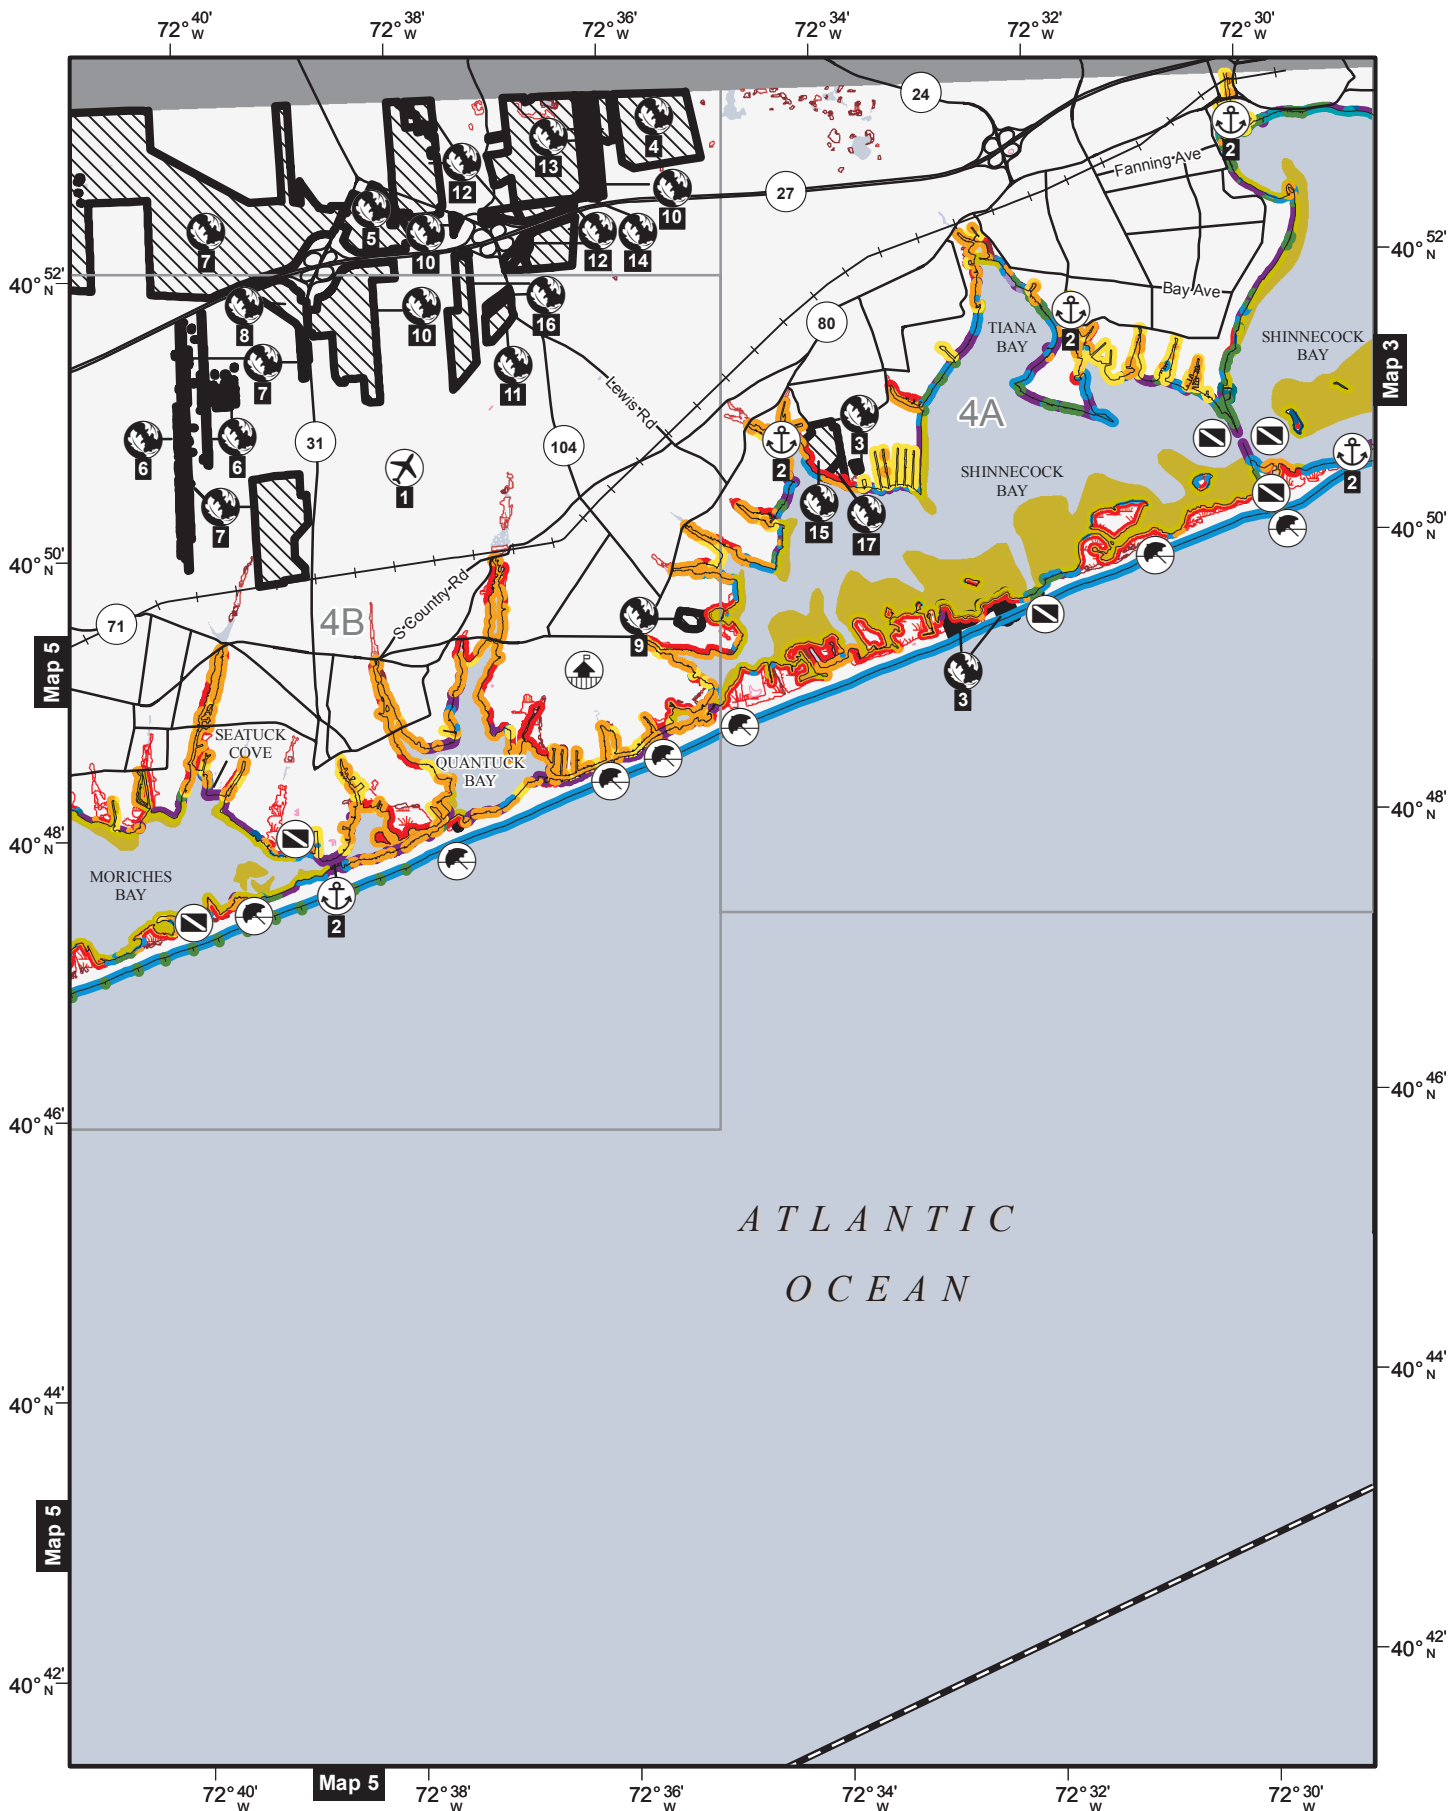 72° 40' W
72° 38' W
72° 36' W
72° 34' W
72° 32' W
72° 30' W
24
4
13
2
12
Fanning Ave
10
27
5
7
10
12
14
40° 52' N
40° 52' N
Bay Ave
8
10
16
80
TIANA
BAY
2
SHINNECOCK
BAY
Map 3
7
11
Lewis Rd
4A
3
6
6
31
104
2
2
1
SHINNECOCK
BAY
7
15
17
40° 50' N
40° 50' N
S Country Rd
71
4B
9
Map 5
3
SEATUCK
COVE
QUANTUCK
BAY
40° 48' N
40° 48' N
MORICHES
BAY
2
40° 46' N
40° 46' N
ATLANTIC
OCEAN
40° 44' N
40° 44' N
Map 5
40° 42' N
40° 42' N
Map 5
72° 40' W
72° 38' W
72° 36' W
72° 34' W
72° 32' W
72° 30' W